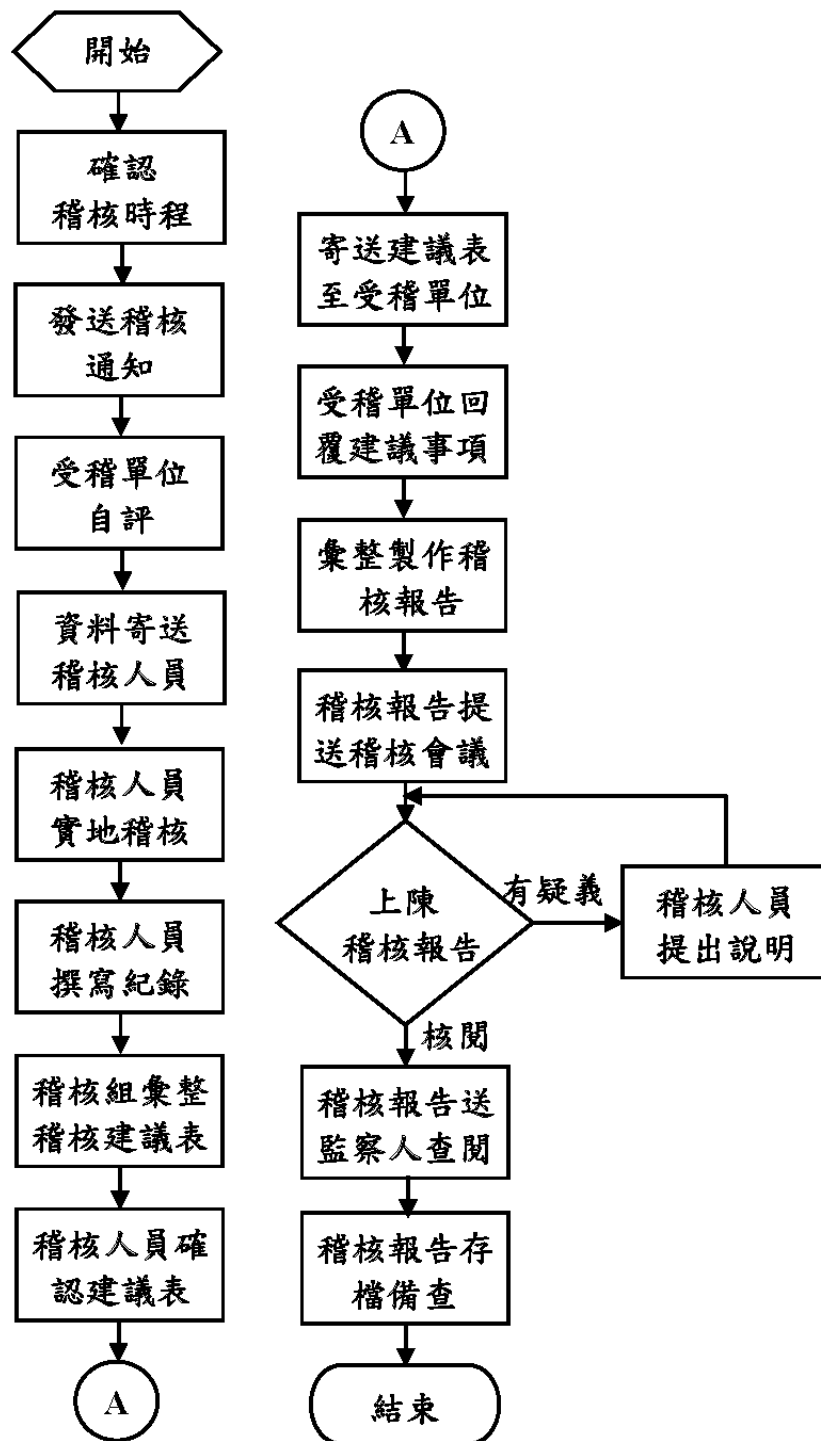 開始
確認
稽核時程
發送稽核
通知
受稽單位
自評
資料寄送
稽核人員
稽核人員
實地稽核
稽核人員
撰寫紀錄
稽核組彙整
稽核建議表
稽核人員確
認建議表
A
A
寄送建議表
至受稽單位
受稽單位回
覆建議事項
彙整製作稽
核報告
稽核報告提
送稽核會議
上陳
稽核報告
有疑義
稽核人員
提出說明
核閱
稽核報告送
監察人查閱
稽核報告存
檔備查
結束